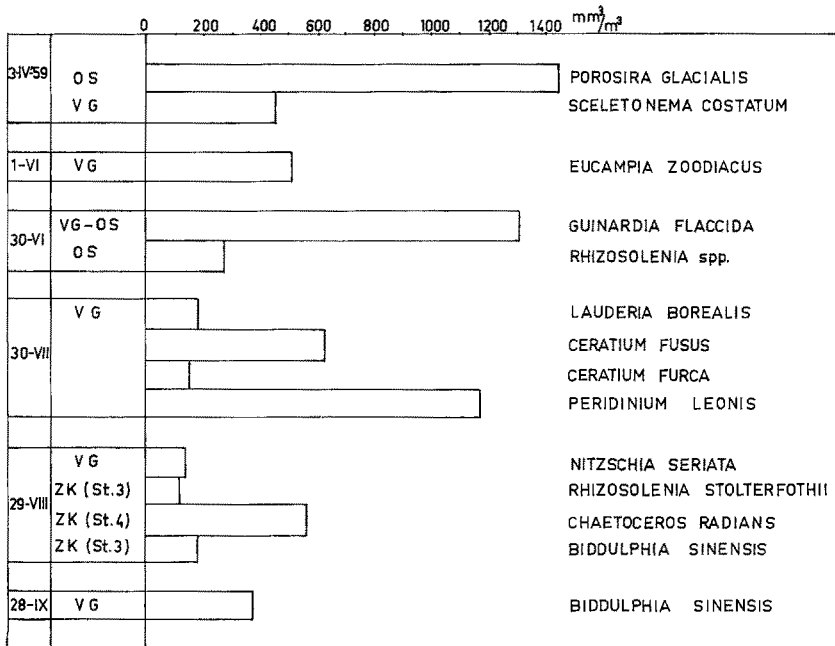 0 200 400 600 800 1000 1200 1400 mm³/m³
3-IV-'59 OS POROSIRA GLACIALIS
VG SCELETONEMA COSTATUM
1-VI VG EUCAMPIA ZOODIACUS
30-VI VG-OS GUINARDIA FLACCIDA
OS RHIZOSOLENIA spp.
30-VII VG LAUDERIA BOREALIS
CERATIUM FUSUS
CERATIUM FURCA
PERIDINIUM LEONIS
29-VIII VG NITZSCHIA SERIATA
ZK (St.3) RHIZOSOLENIA STOLTERFOTHII
ZK (St.4) CHAETOCEROS RADIANS
ZK (St.3) BIDDULPHIA SINENSIS
28-IX VG BIDDULPHIA SINENSIS